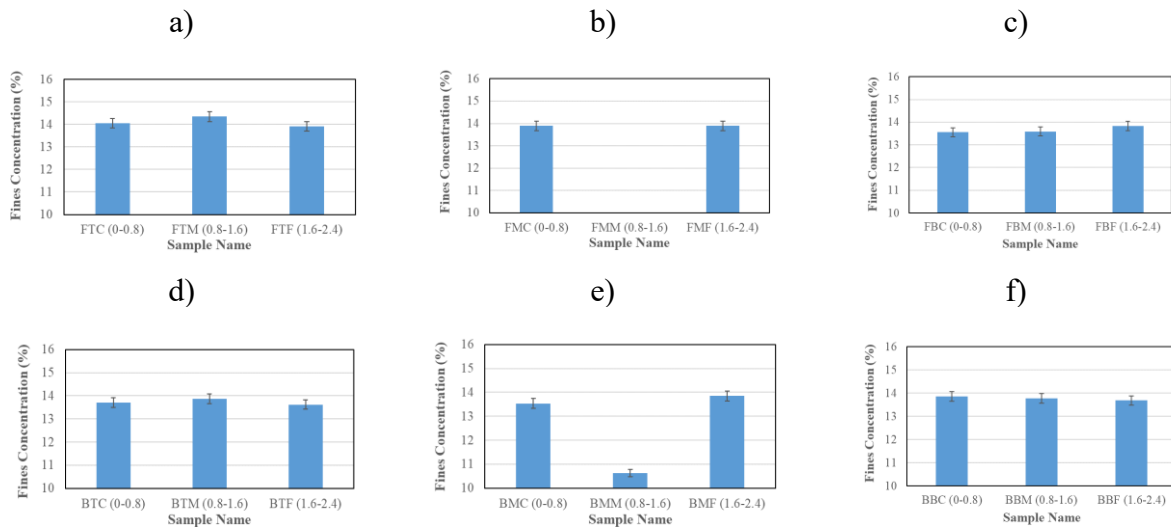 a)
b)
c)
Fines Concentration (%)
16
15
14
13
12
11
10
FTC (0-0.8) FTM (0.8-1.6) FTF (1.6-2.4)
Sample Name
Fines Concentration (%)
16
15
14
13
12
11
10
FMC (0-0.8) FMM (0.8-1.6) FMF (1.6-2.4)
Sample Name
Fines Concentration (%)
16
15
14
13
12
11
10
FBC (0-0.8) FBM (0.8-1.6) FBF (1.6-2.4)
Sample Name
d)
e)
f)
Fines Concentration (%)
16
15
14
13
12
11
10
BTC (0-0.8) BTM (0.8-1.6) BTF (1.6-2.4)
Sample Name
Fines Concentration (%)
16
15
14
13
12
11
10
BMC (0-0.8) BMM (0.8-1.6) BMF (1.6-2.4)
Sample Name
Fines Concentration (%)
16
15
14
13
12
11
10
BBC (0-0.8) BBM (0.8-1.6) BBF (1.6-2.4)
Sample Name